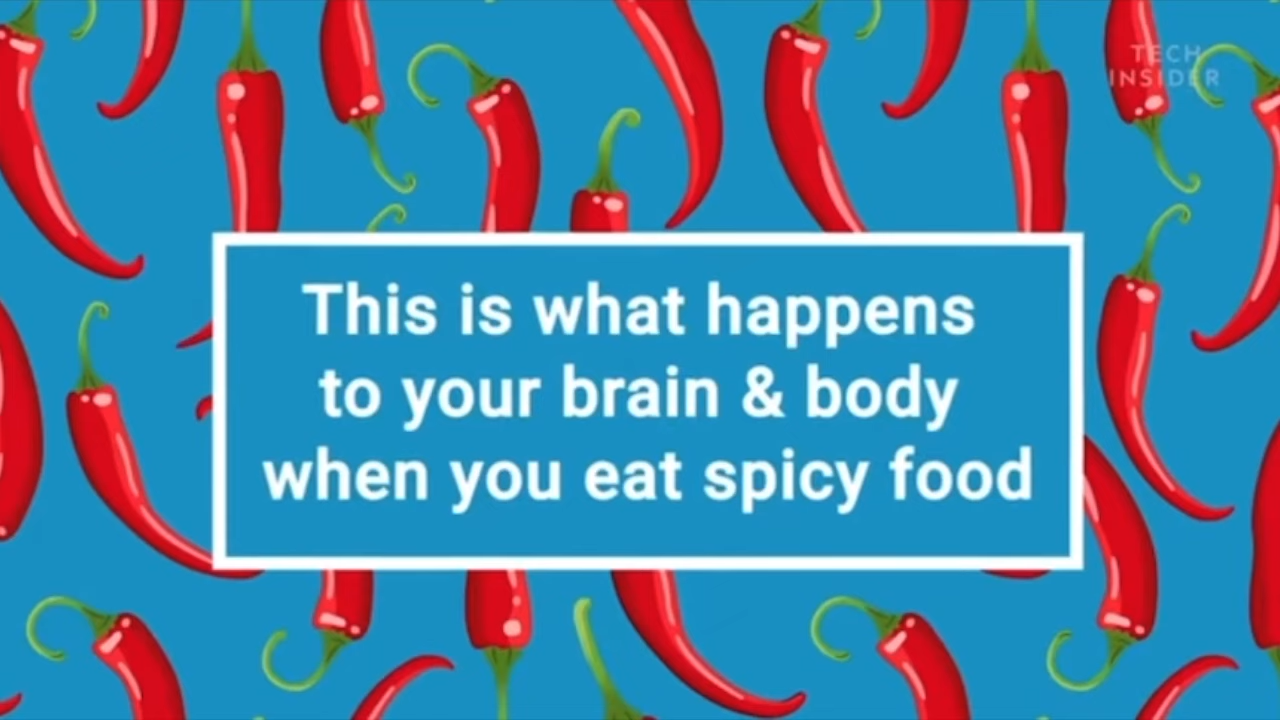 TECH
INSIDER
This is what happens
to your brain & body
when you eat spicy food